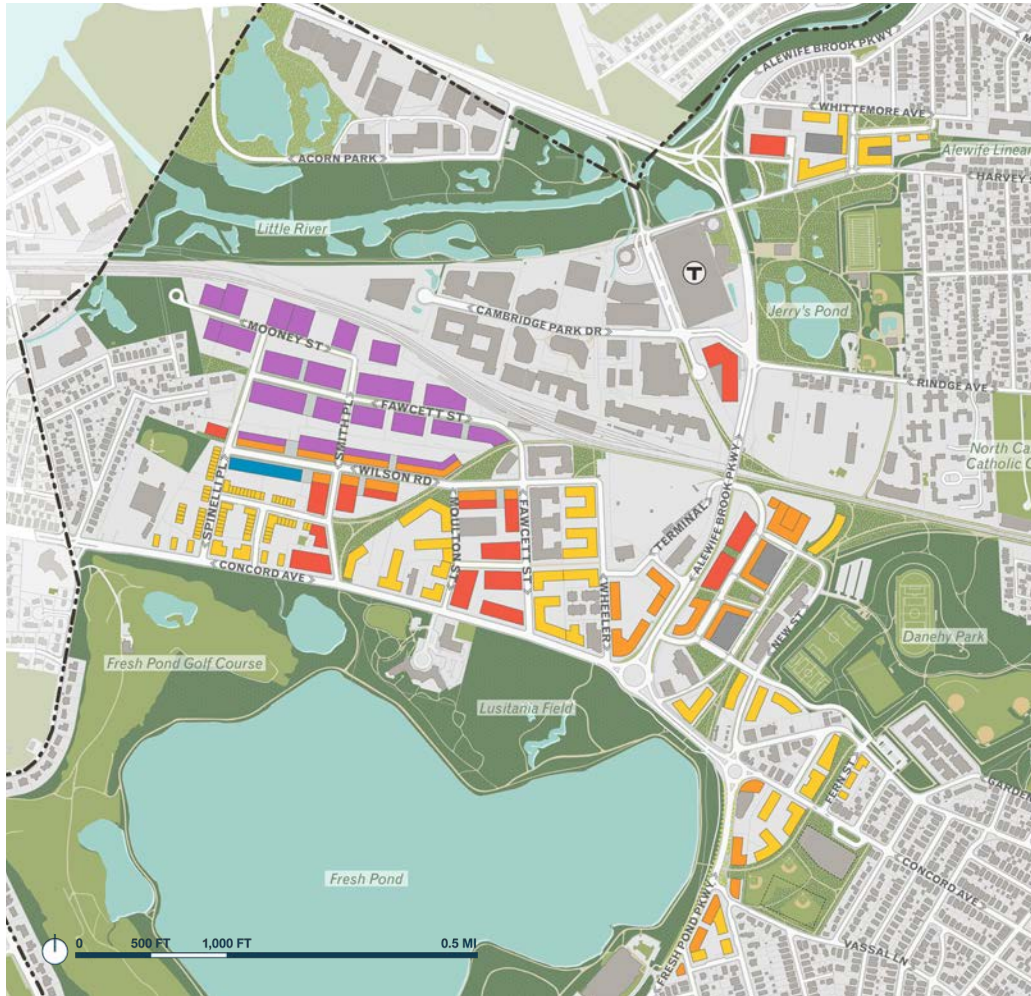 ALEWIFE BROOK PKWY
WHITTEMORE AVE
ACORN PARK
Alewife Linear
HARVEY
Little River
T
CAMBRIDGE PARK DR
Jerry's Pond
MOONEY ST
RINDGE AVE
FAWCETT ST
SMITH PL
North Ca
Catholic
WILSON RD
ALEWIFE BROOK PKWY
SPINELLI PL
MOULTON ST
FAWCETT ST
TERMINAL
CONCORD AVE
WHEELER
NEW ST
Danehy Park
Fresh Pond Golf Course
Lusitania Field
FERN ST
GARDEN
CONCORD AVE
Fresh Pond
FRESH POND PKWY
VASSAL LN
0 500 FT 1,000 FT 0.5 MI